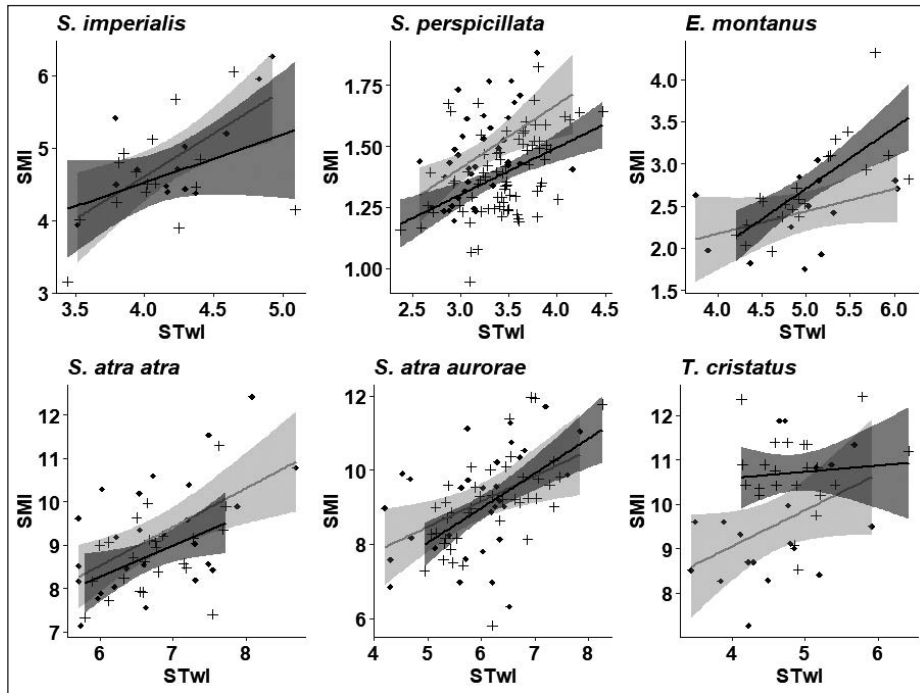 S. imperialis
SMI
6
5
4
3
3.5 4.0 4.5 5.0
STwl
S. perspicillata
SMI
1.75
1.50
1.25
1.00
2.5 3.0 3.5 4.0 4.5
STwl
E. montanus
SMI
4.0
3.5
3.0
2.5
2.0
1.5
4.0 4.5 5.0 5.5 6.0
STwl
S. atra atra
SMI
12
11
10
9
8
7
6 7 8
STwl
S. atra aurorae
SMI
12
10
8
6
4 5 6 7 8
STwl
T. cristatus
SMI
12
11
10
9
8
4 5 6
STwl